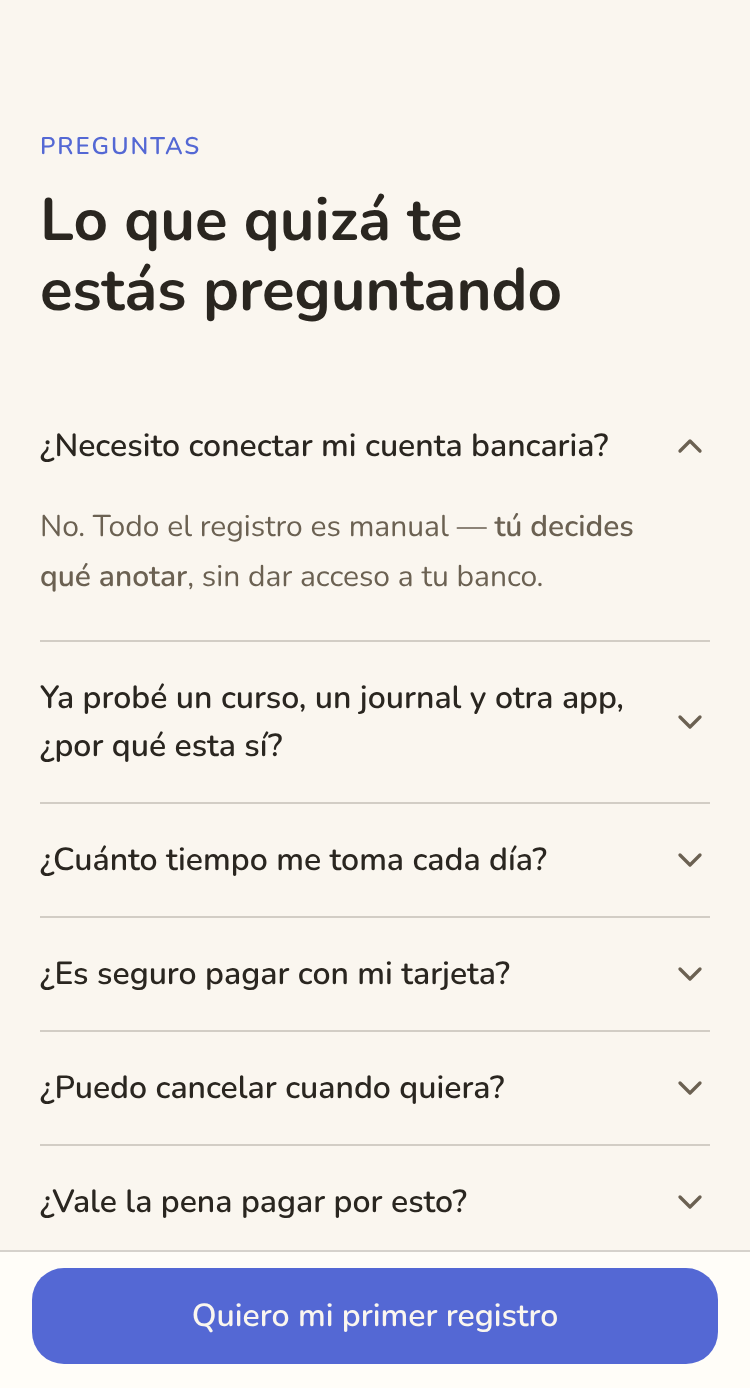 PREGUNTAS
Lo que quizá te
estás preguntando
¿Necesito conectar mi cuenta bancaria?
No. Todo el registro es manual — tú decides
qué anotar, sin dar acceso a tu banco.
Ya probé un curso, un journal y otra app,
¿por qué esta sí?
¿Cuánto tiempo me toma cada día?
¿Es seguro pagar con mi tarjeta?
¿Puedo cancelar cuando quiera?
¿Vale la pena pagar por esto?
Quiero mi primer registro